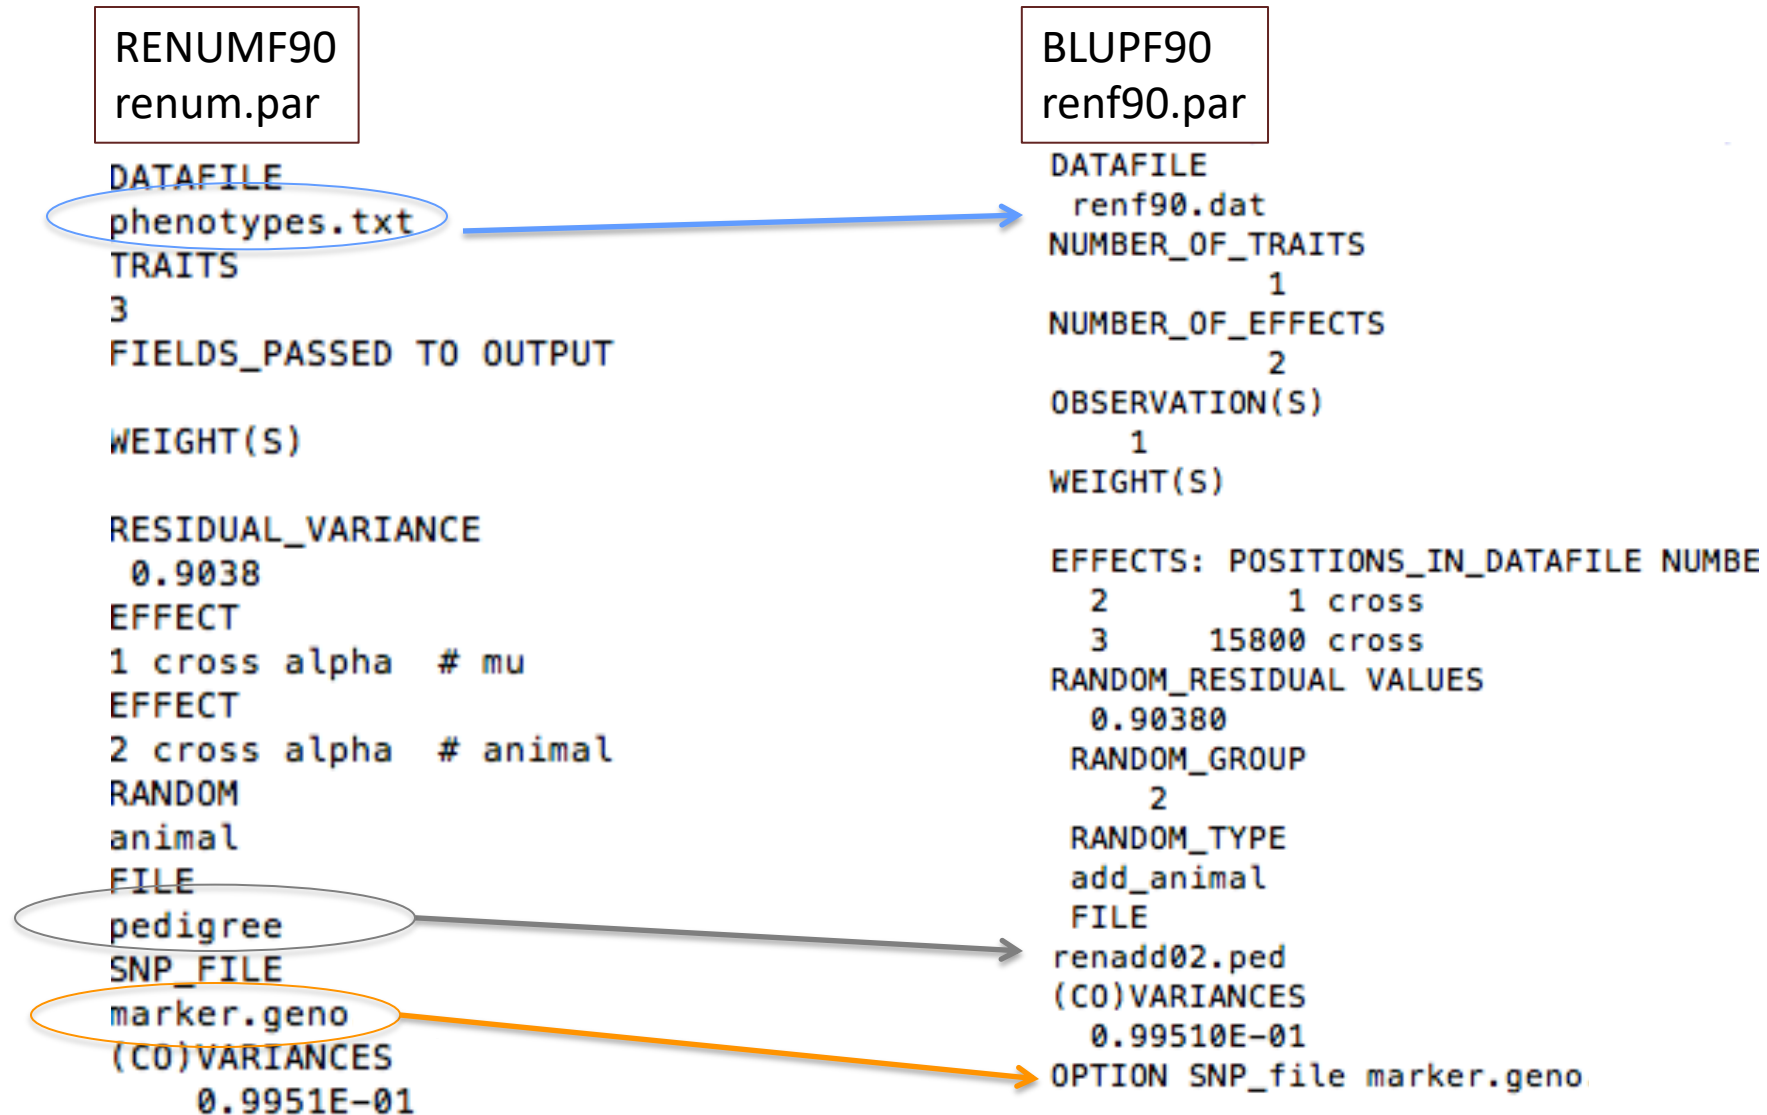 RENUMF90
renum.par
DATAFILE
phenotypes.txt
TRAITS
3
FIELDS_PASSED TO OUTPUT
WEIGHT(S)
RESIDUAL_VARIANCE
0.9038
EFFECT
1 cross alpha # mu
EFFECT
2 cross alpha # animal
RANDOM
animal
FILE
pedigree
SNP_FILE
marker.geno
(CO)VARIANCES
0.9951E-01
BLUPF90
renf90.par
DATAFILE
renf90.dat
NUMBER_OF_TRAITS
1
NUMBER_OF_EFFECTS
2
OBSERVATION(S)
1
WEIGHT(S)
EFFECTS: POSITIONS_IN_DATAFILE NUMBE
2 1 cross
3 15800 cross
RANDOM_RESIDUAL VALUES
0.90380
RANDOM_GROUP
2
RANDOM_TYPE
add_animal
FILE
renadd02.ped
(CO)VARIANCES
0.99510E-01
OPTION SNP_file marker.geno